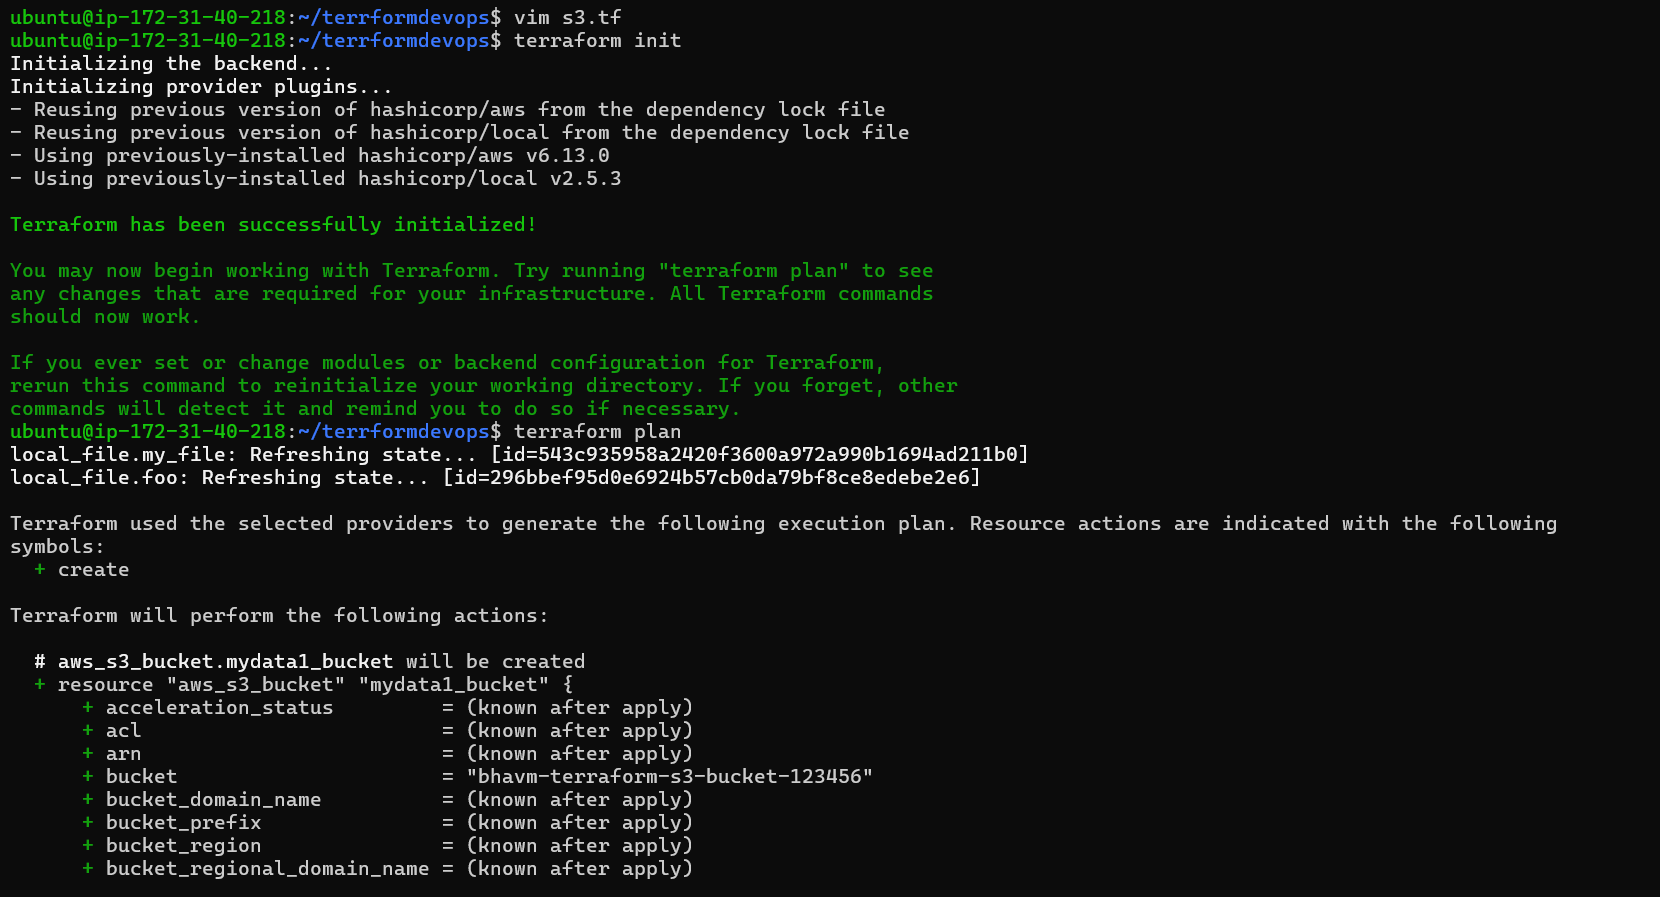 ubuntu@ip-172-31-40-218:~/terrformdevops$ vim s3.tf
ubuntu@ip-172-31-40-218:~/terrformdevops$ terraform init
Initializing the backend...
Initializing provider plugins...
- Reusing previous version of hashicorp/aws from the dependency lock file
- Reusing previous version of hashicorp/local from the dependency lock file
- Using previously-installed hashicorp/aws v6.13.0
- Using previously-installed hashicorp/local v2.5.3
Terraform has been successfully initialized!
You may now begin working with Terraform. Try running "terraform plan" to see
any changes that are required for your infrastructure. All Terraform commands
should now work.
If you ever set or change modules or backend configuration for Terraform,
rerun this command to reinitialize your working directory. If you forget, other
commands will detect it and remind you to do so if necessary.
ubuntu@ip-172-31-40-218:~/terrformdevops$ terraform plan
local_file.my_file: Refreshing state... [id=543c935958a2420f3600a972a990b1694ad211b0]
local_file.foo: Refreshing state... [id=296bbef95d0e6924b57cb0da79bf8ce8edebe2e6]
Terraform used the selected providers to generate the following execution plan. Resource actions are indicated with the following
symbols:
  + create
Terraform will perform the following actions:
  # aws_s3_bucket.mydata1_bucket will be created
  + resource "aws_s3_bucket" "mydata1_bucket" {
      + acceleration_status         = (known after apply)
      + acl                         = (known after apply)
      + arn                         = (known after apply)
      + bucket                      = "bhavm-terraform-s3-bucket-123456"
      + bucket_domain_name          = (known after apply)
      + bucket_prefix               = (known after apply)
      + bucket_region               = (known after apply)
      + bucket_regional_domain_name = (known after apply)